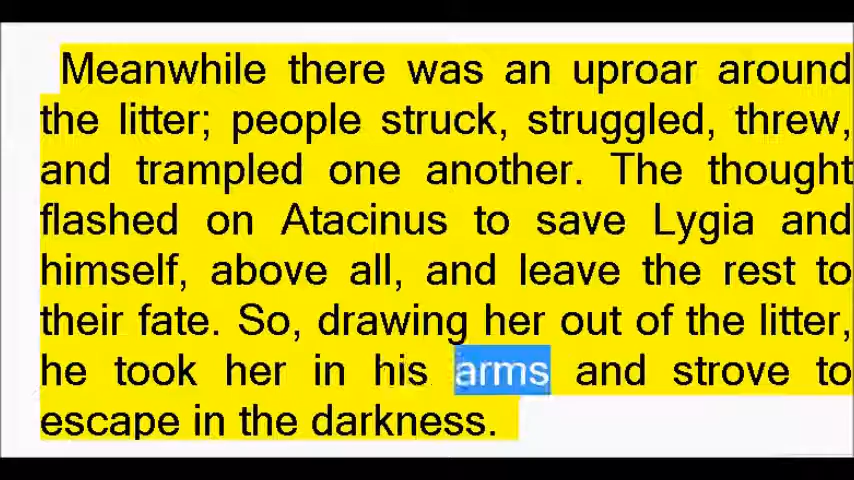 Meanwhile there was an uproar around
the litter; people struck, struggled, threw,
and trampled one another. The thought
flashed on Atacinus to save Lygia and
himself, above all, and leave the rest to
their fate. So, drawing her out of the litter,
he took her in his arms and strove to
escape in the darkness.